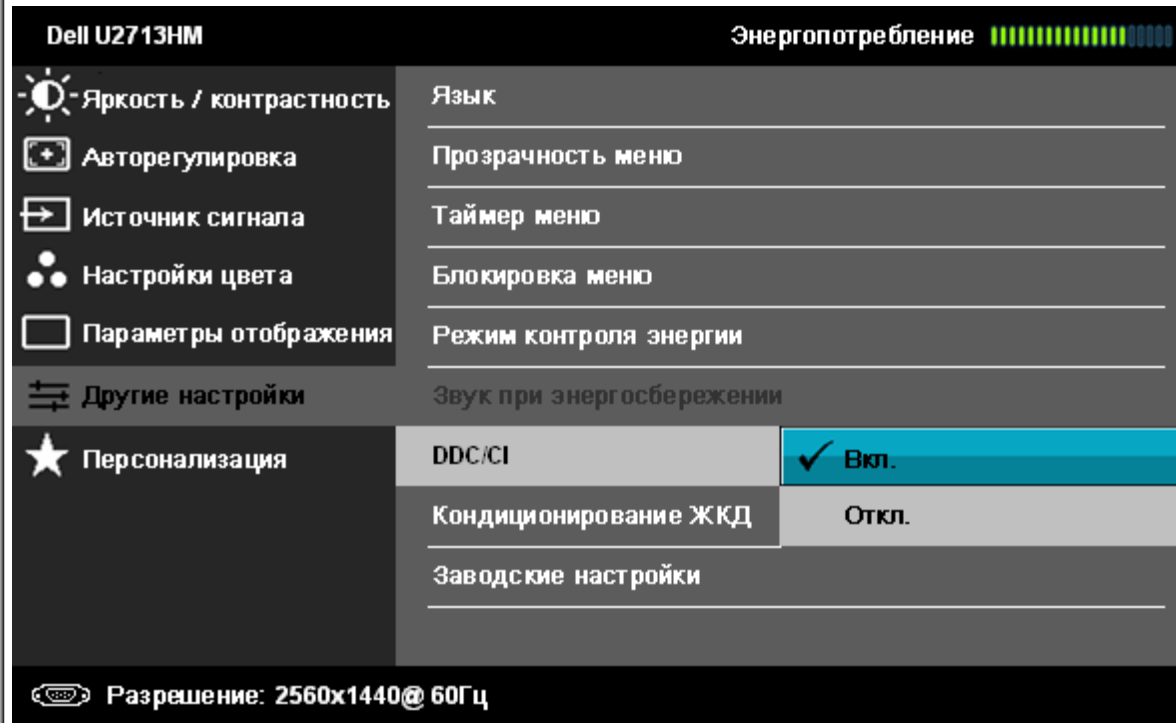 Dell U2713HM
Энергопотребление
Яркость / контрастность
Авторегулировка
Источник сигнала
Настройки цвета
Параметры отображения
Другие настройки
Персонализация
Язык
Прозрачность меню
Таймер меню
Блокировка меню
Режим контроля энергии
Звук при энергосбережении
DDC/CI
Вкл.
Откл.
Кондиционирование ЖКД
Заводские настройки
Разрешение: 2560x1440@ 60Гц